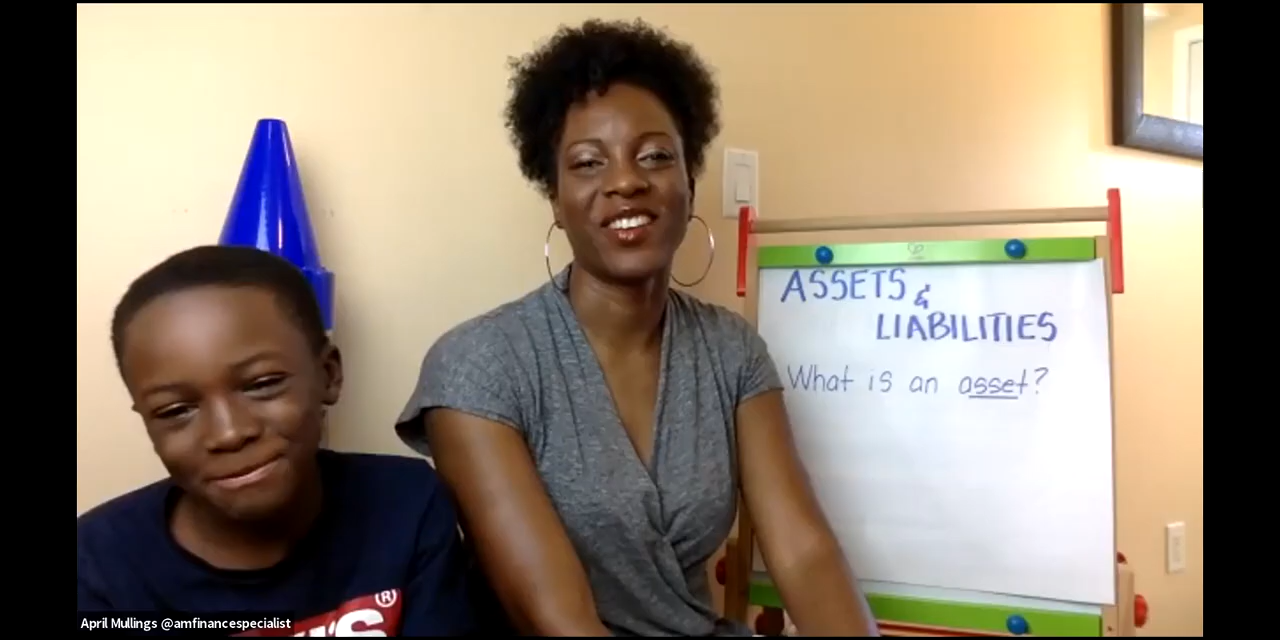 ASSETS &
LIABILITIES
What is an asset?
April Mullings @amfinancespecialist
®